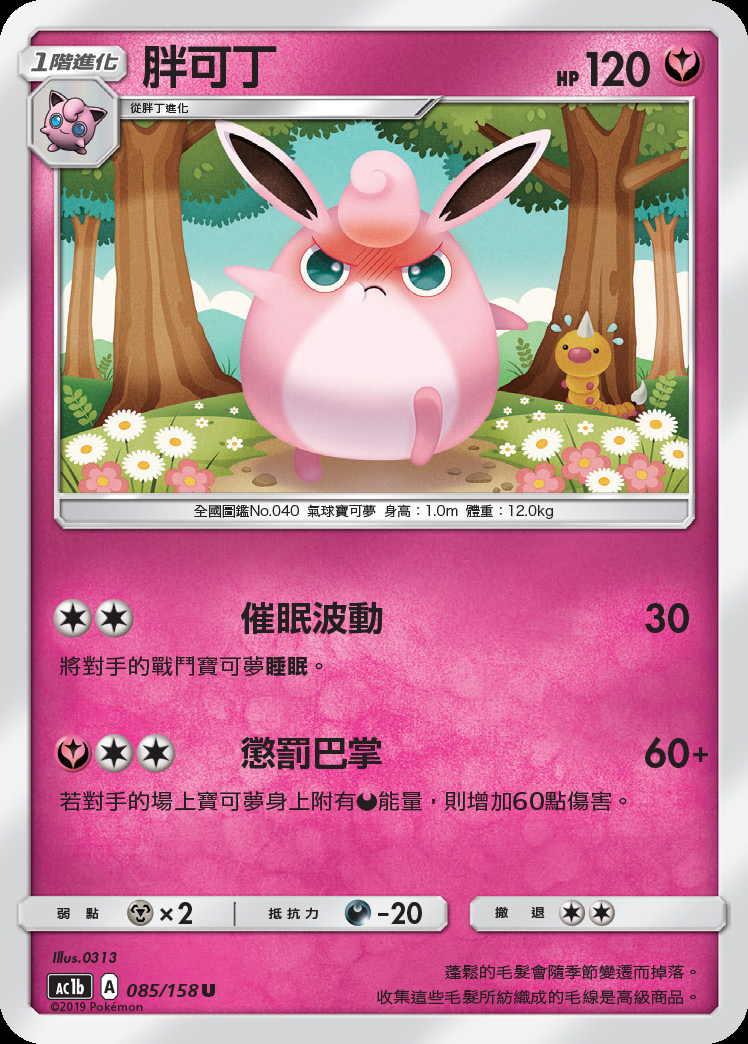 1階進化 胖可丁 HP 120
從胖丁進化
全國圖鑑No.040 氣球寶可夢 身高：1.0m 體重：12.0kg
催眠波動 30
將對手的戰鬥寶可夢睡眠。
懲罰巴掌 60+
若對手的場上寶可夢身上附有能量，則增加60點傷害。
弱點 ×2 抵抗力 -20 撤退
Illus.0313
AC1b A 085/158 U
©2019 Pokémon
蓬鬆的毛髮會隨季節變遷而掉落。
收集這些毛髮所紡織成的毛線是高級商品。